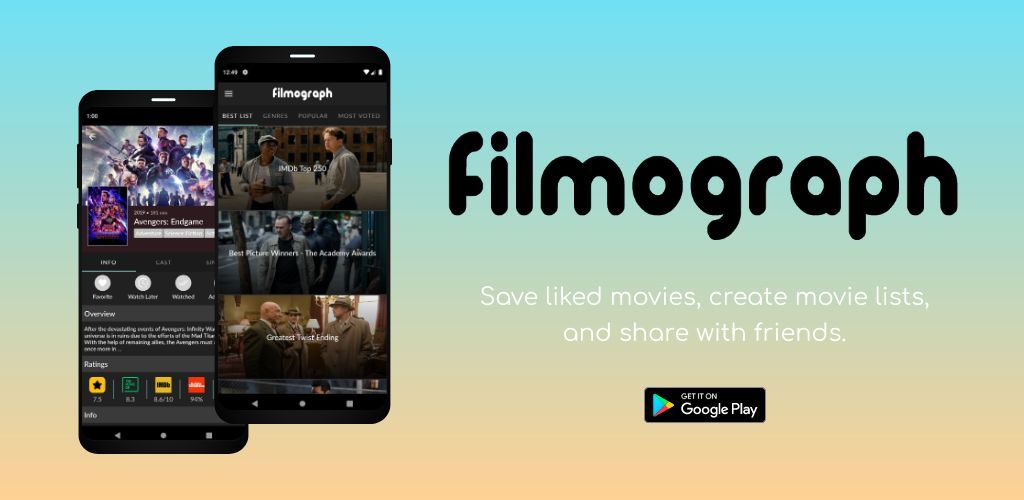 1:00
2019 • 181 min
Avengers: Endgame
Adventure Science Fiction
INFO CAST
Favorite Watch Later Watched
Overview
After the devastating events of Avengers: Infinity
universe is in ruins due to the efforts of the Mad
With the help of remaining allies, the Avengers must
once more in ...
Ratings
IMDb
7.5 8.3 8.6/10 94%
Info
12:49
filmograph
BEST LIST GENRES POPULAR MOST VOTED
IMDb Top 250
Best Picture Winners - The Academy Awards
Greatest Twist Ending
filmograph
Save liked movies, create movie lists,
and share with friends.
GET IT ON
Google Play